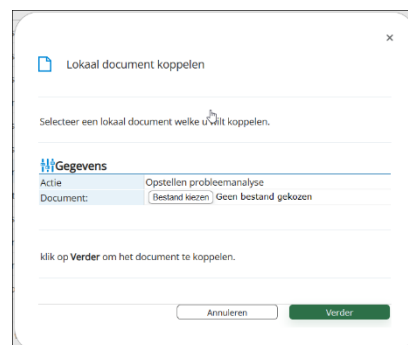 Lokaal document koppelen
Selecteer een lokaal document welke u wilt koppelen.
Gegevens
Actie Opstellen probleemanalyse
Document: Bestand kiezen Geen bestand gekozen
klik op Verder om het document te koppelen.
Annuleren Verder